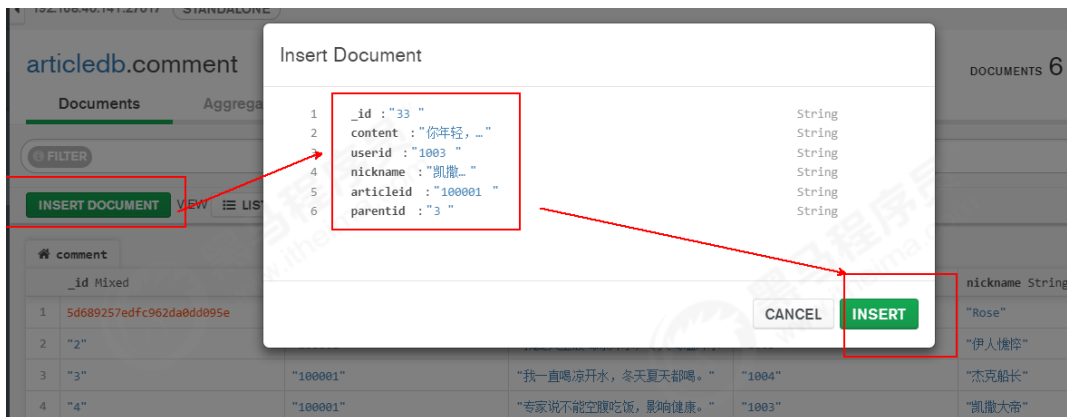 192.168.40.141:27017 STANDALONE
articledb.comment
DOCUMENTS 6
Documents Aggrega
FILTER
INSERT DOCUMENT VIEW LIS
comment
_id Mixed
nickname String
1 5d689257edfc962da0dd095e "Rose"
2 "2" "伊人憔悴"
3 "3" "100001" "我一直喝凉开水，冬天夏天都喝。" "1004" "杰克船长"
4 "4" "100001" "专家说不能空腹吃饭，影响健康。" "1003" "凯撒大帝"
Insert Document
1 _id :"33 " String
2 content :"你年轻，…" String
3 userid :"1003 " String
4 nickname :"凯撒…" String
5 articleid :"100001 " String
6 parentid :"3 " String
CANCEL INSERT